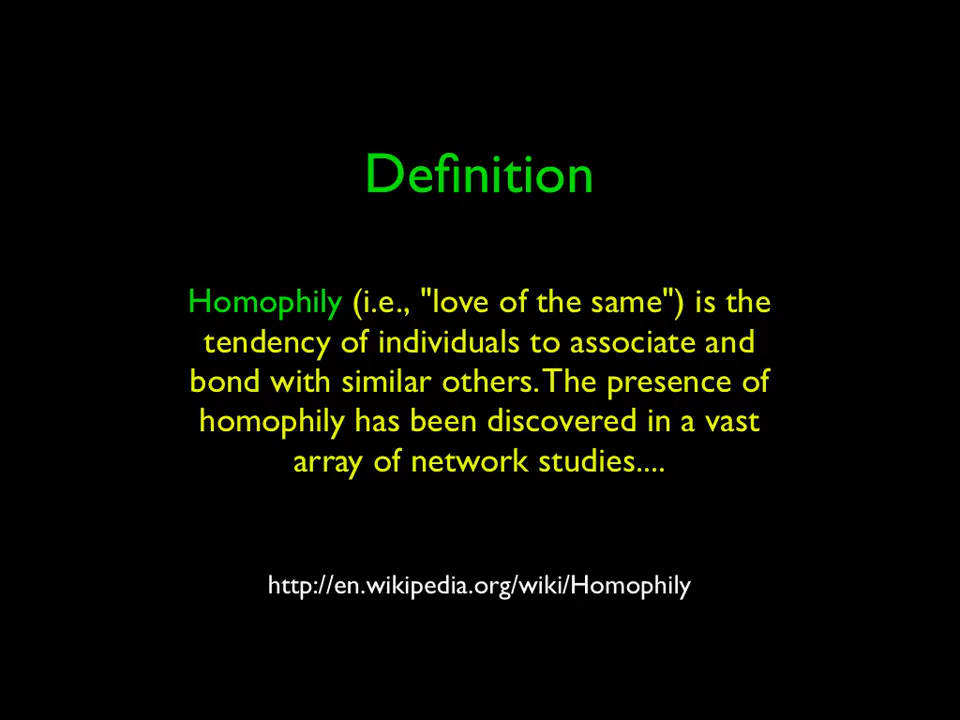 Definition
Homophily (i.e., "love of the same") is the
tendency of individuals to associate and
bond with similar others. The presence of
homophily has been discovered in a vast
array of network studies....
http://en.wikipedia.org/wiki/Homophily